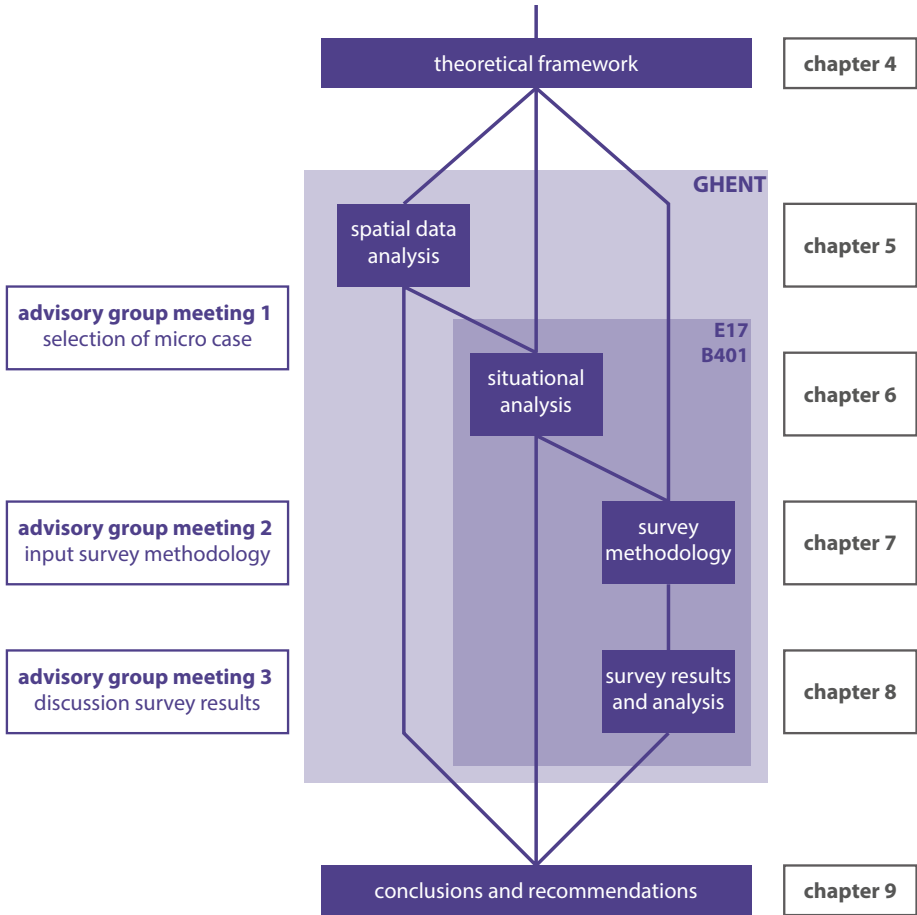 theoretical framework
chapter 4
GHENT
spatial data
analysis
chapter 5
advisory group meeting 1
selection of micro case
E17
B401
situational
analysis
chapter 6
advisory group meeting 2
input survey methodology
survey
methodology
chapter 7
advisory group meeting 3
discussion survey results
survey results
and analysis
chapter 8
conclusions and recommendations
chapter 9